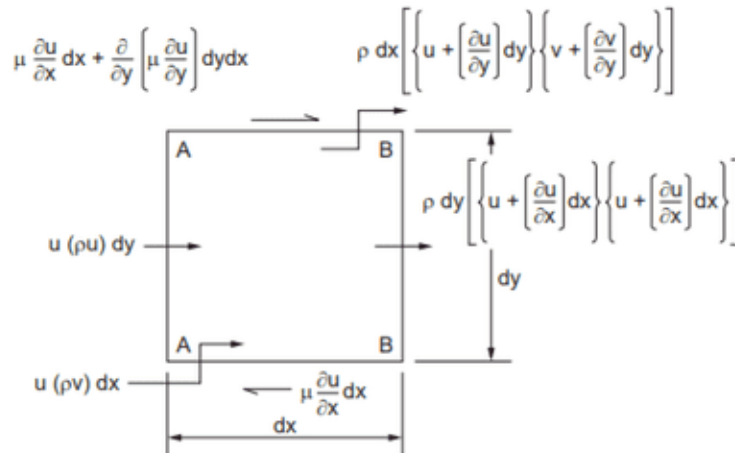 μ ∂u/∂x dx + ∂/∂y [μ ∂u/∂y] dydx
ρ dx[{u + [∂u/∂y]dy}{v + [∂v/∂y]dy}]
A
B
ρ dy[{u + [∂u/∂x]dx}{u + [∂u/∂x]dx}]
u (ρu) dy
dy
A
B
u (ρv) dx
μ ∂u/∂x dx
dx